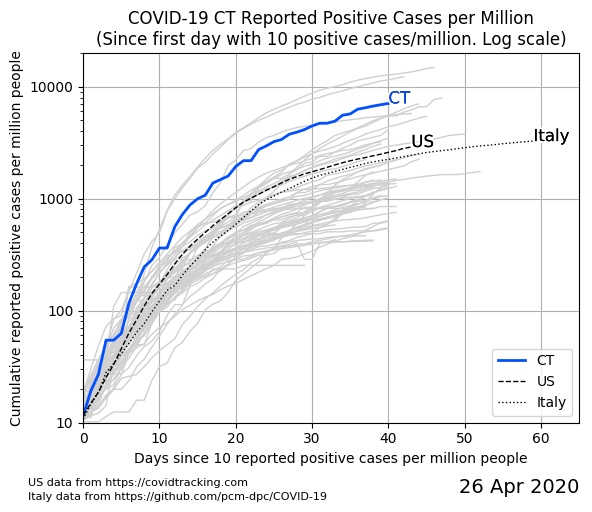 COVID-19 CT Reported Positive Cases per Million
(Since first day with 10 positive cases/million. Log scale)
Cumulative reported positive cases per million people
10000
1000
100
10
CT
US
Italy
CT
US
Italy
0
10
20
30
40
50
60
Days since 10 reported positive cases per million people
US data from https://covidtracking.com
Italy data from https://github.com/pcm-dpc/COVID-19
26 Apr 2020